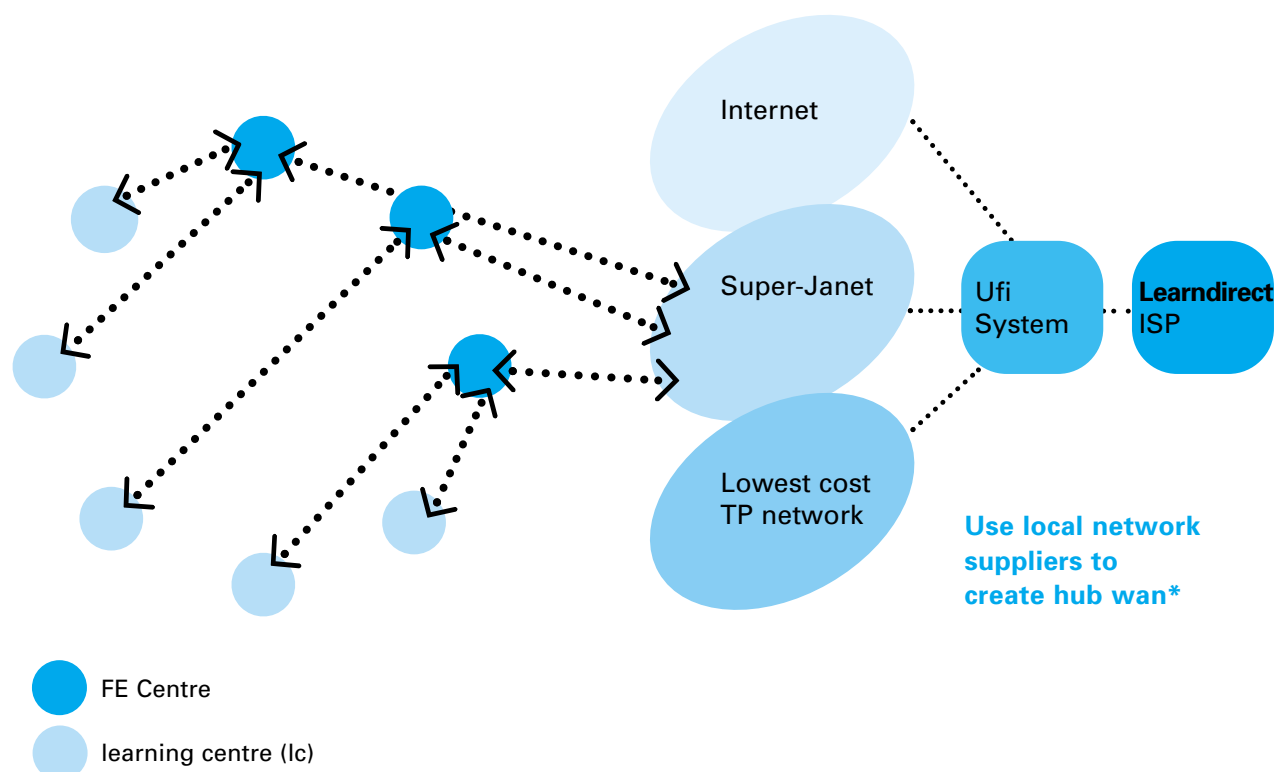 Internet
Super-Janet
Ufi
System
Learndirect
ISP
Lowest cost
TP network
Use local network
suppliers to
create hub wan*
FE Centre
learning centre (lc)